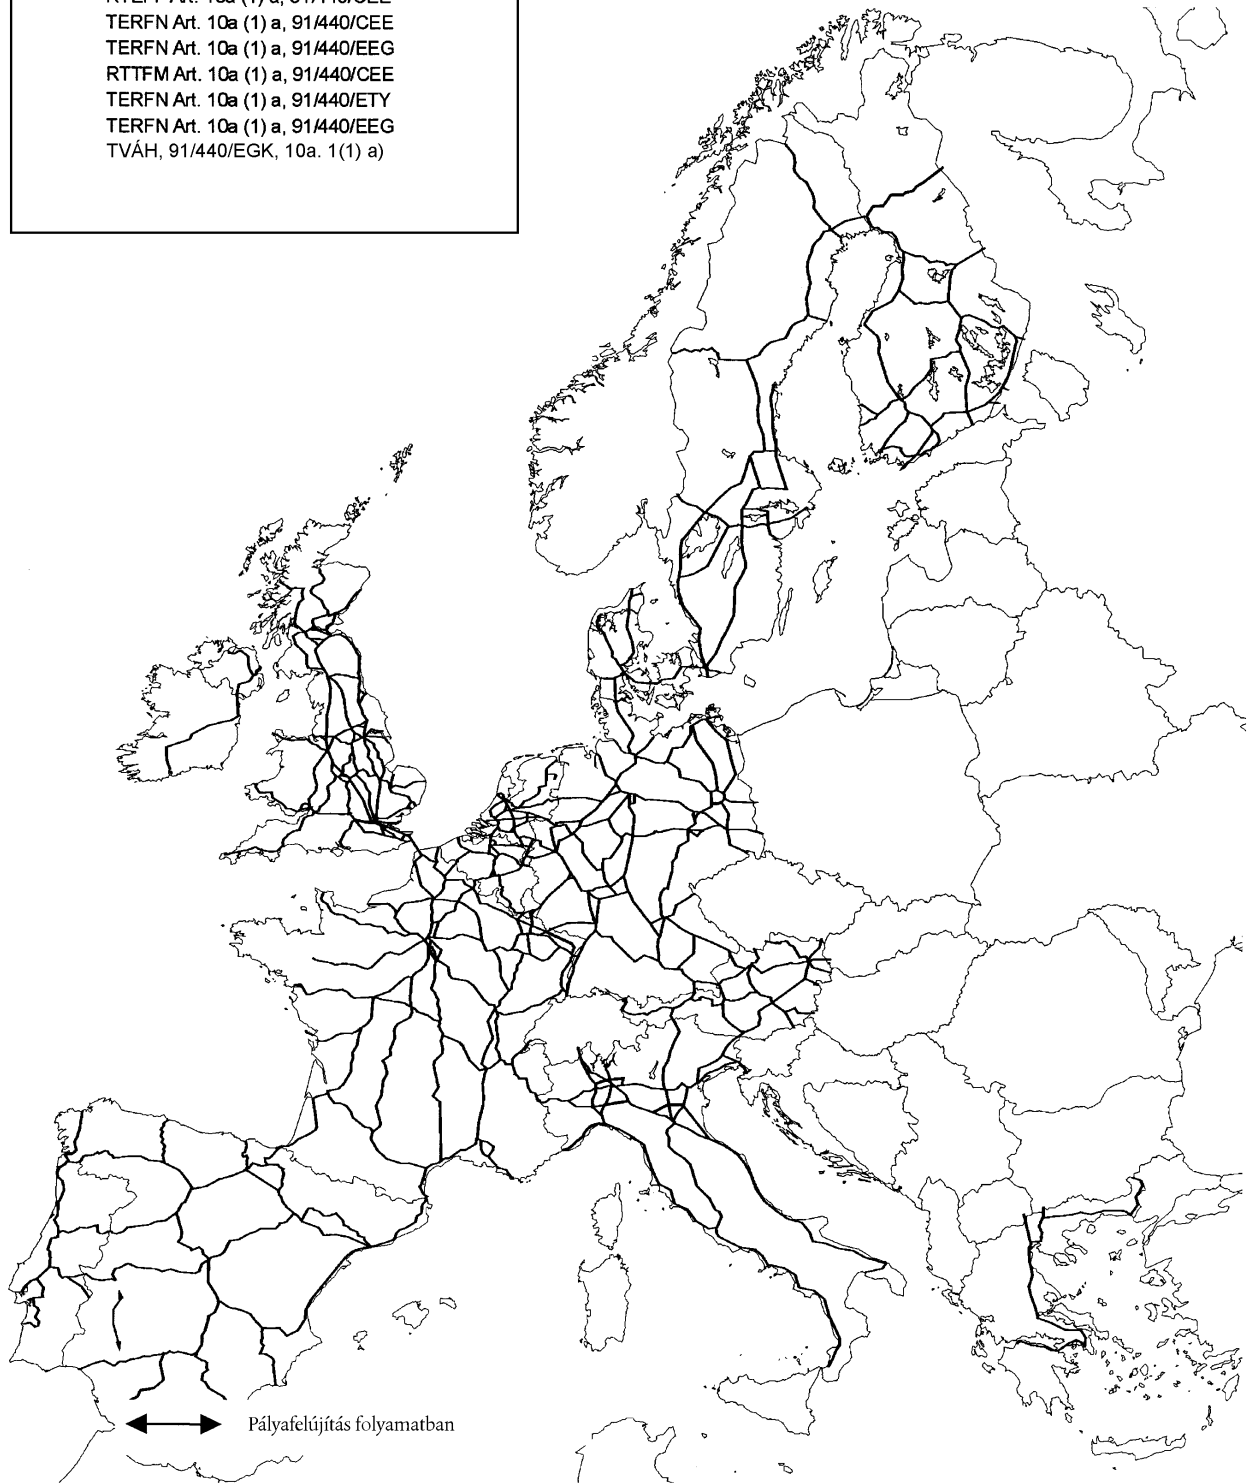 TERFN Art. 10a (1) a, 91/440/CEE
TERFN Art. 10a (1) a, 91/440/EEG
RTTFM Art. 10a (1) a, 91/440/CEE
TERFN Art. 10a (1) a, 91/440/ETY
TERFN Art. 10a (1) a, 91/440/EEG
TVÁH, 91/440/EGK, 10a. 1(1) a)
Pályafelújítás folyamatban